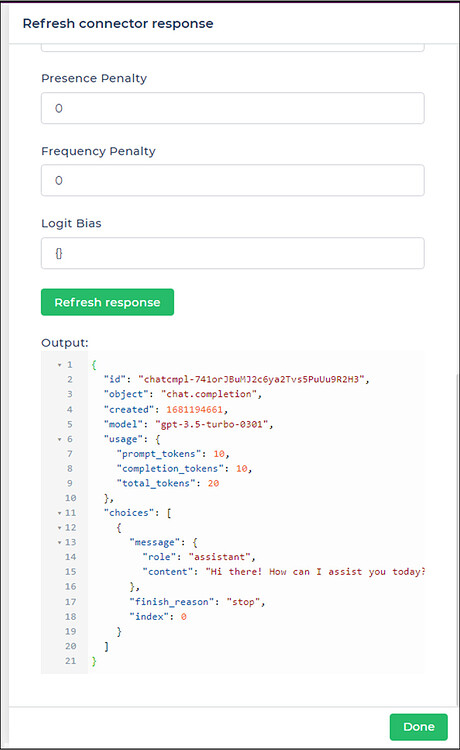 Refresh connector response
Presence Penalty
0
Frequency Penalty
0
Logit Bias
{}
Refresh response
Output:
1 {
2 "id": "chatcmpl-741orJBuMJ2c6ya2Tvs5PuUu9R2H3",
3 "object": "chat.completion",
4 "created": 1681194661,
5 "model": "gpt-3.5-turbo-0301",
6 "usage": {
7 "prompt_tokens": 10,
8 "completion_tokens": 10,
9 "total_tokens": 20
10 },
11 "choices": [
12 {
13 "message": {
14 "role": "assistant",
15 "content": "Hi there! How can I assist you today?
16 },
17 "finish_reason": "stop",
18 "index": 0
19 }
20 ]
21 }
Done